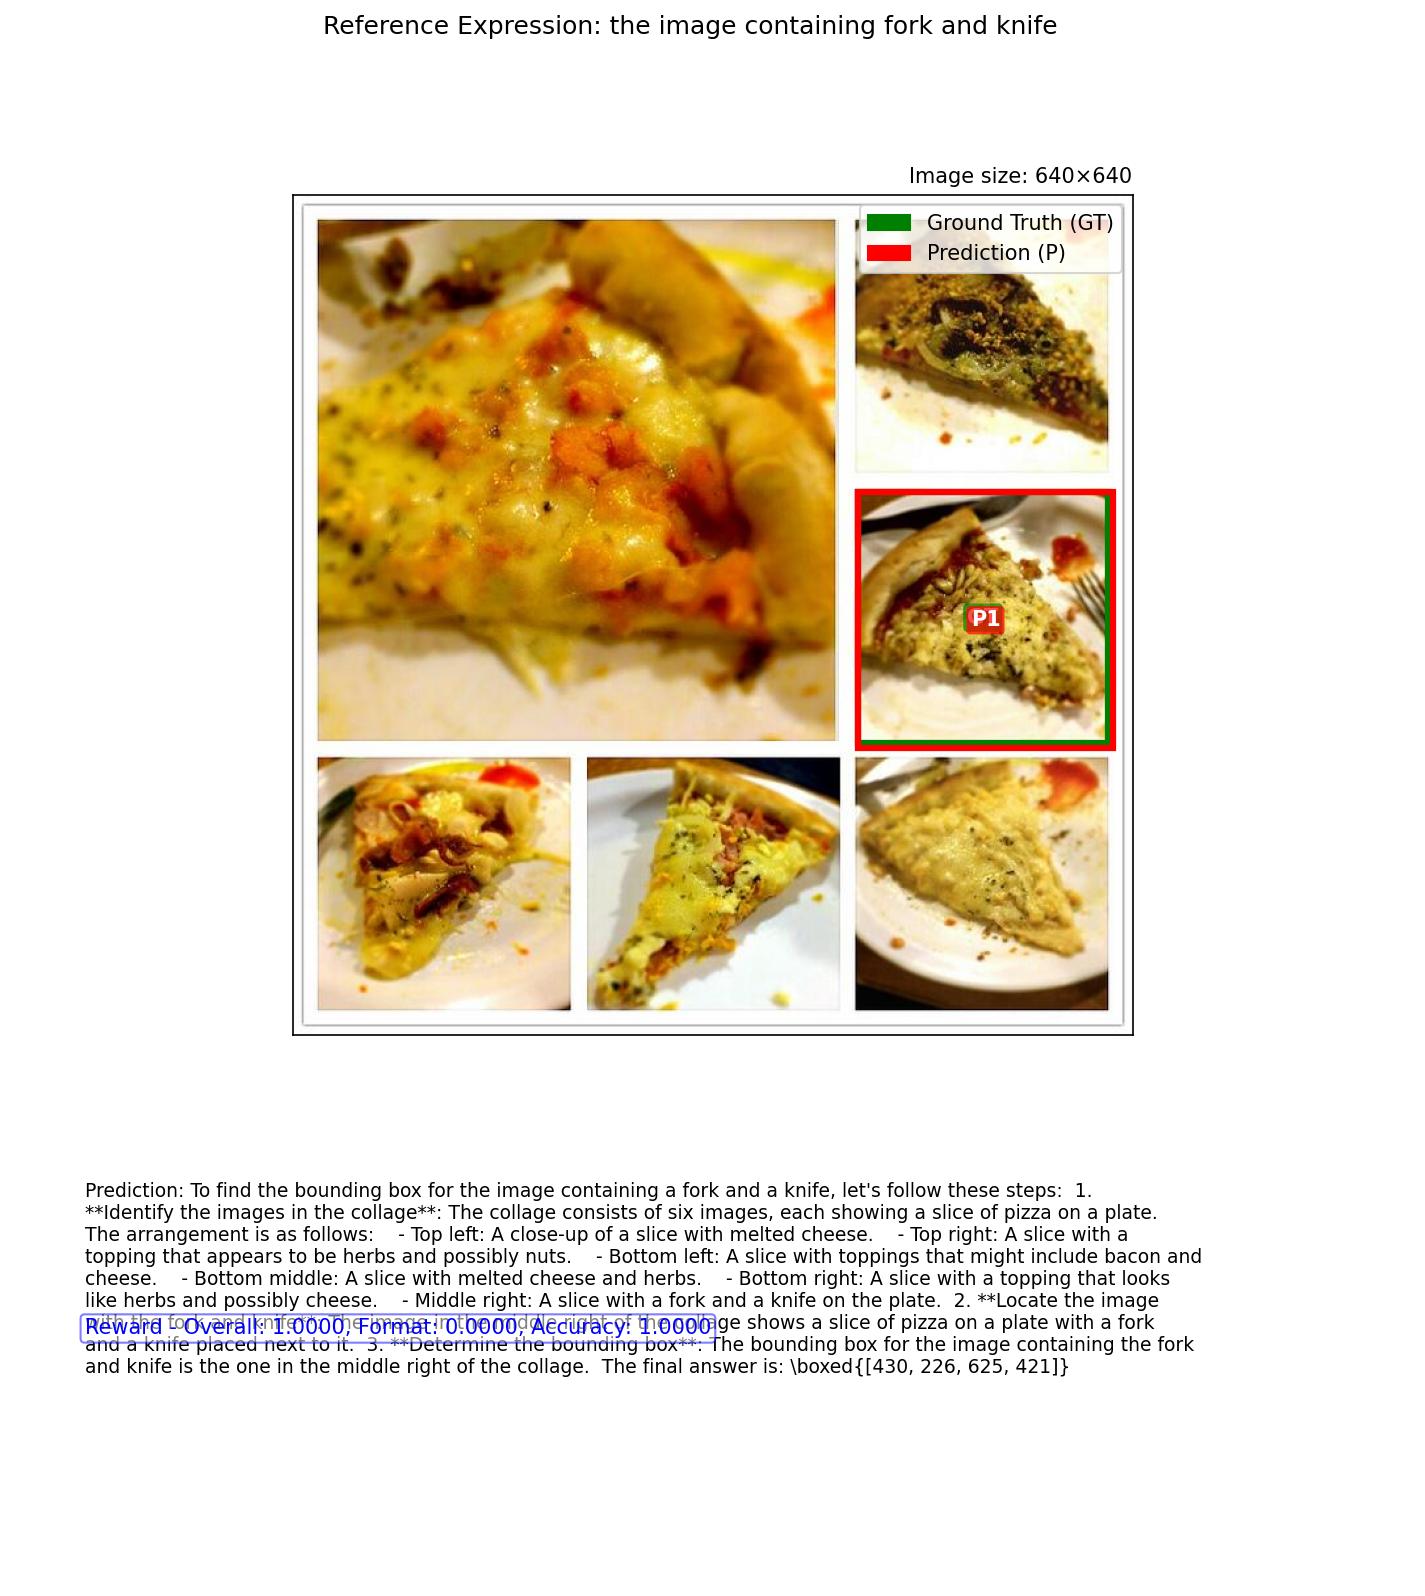 Reference Expression: the image containing fork and knife
Image size: 640×640
Ground Truth (GT)
Prediction (P)
P1
Prediction: To find the bounding box for the image containing a fork and a knife, let's follow these steps:  1.
**Identify the images in the collage**: The collage consists of six images, each showing a slice of pizza on a plate.
The arrangement is as follows:    - Top left: A close-up of a slice with melted cheese.    - Top right: A slice with a
topping that appears to be herbs and possibly nuts.    - Bottom left: A slice with toppings that might include bacon and
cheese.    - Bottom middle: A slice with melted cheese and herbs.    - Bottom right: A slice with a topping that looks
like herbs and possibly cheese.    - Middle right: A slice with a fork and a knife on the plate.  2. **Locate the image
with the fork and knife**: The image in the middle right of the collage shows a slice of pizza on a plate with a fork
Reward - Overall: 1.0000, Format: 0.0000, Accuracy: 1.0000
and a knife placed next to it.  3. **Determine the bounding box**: The bounding box for the image containing the fork
and knife is the one in the middle right of the collage.  The final answer is: \boxed{[430, 226, 625, 421]}